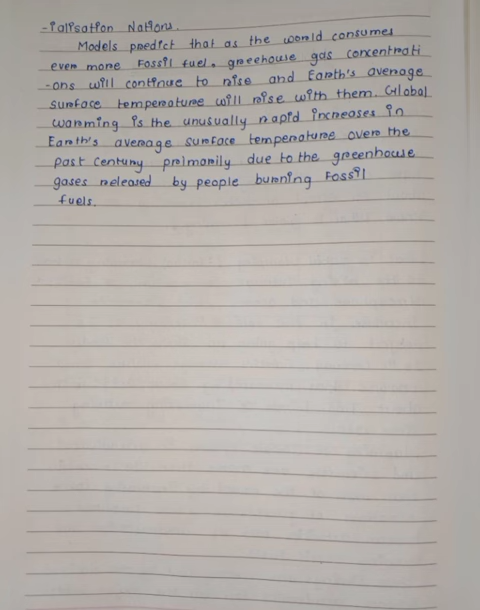 -ialisation Nations.
Models predict that as the world consumes
even more Fossil fuel. greehouse gas concentrati
-ons will continue to rise and Earth's average
surface temperature will rise with them. Global
warming is the unusually rapid increases in
Earth's average surface temperature over the
past century primarily due to the greenhouse
gases released by people burning Fossil
fuels.